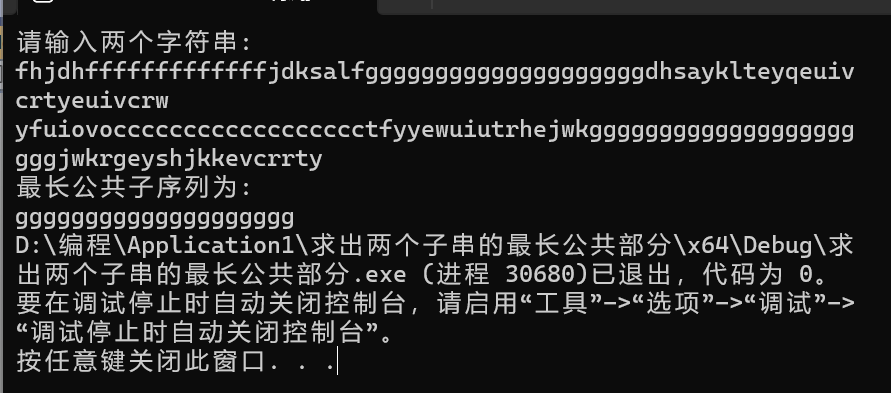 请输入两个字符串:
fhjdhfffffffffffffjdksalfggggggggggggggggggggdhsayklteyqeuiv
crtyeuivcrw
yfuiovocccccccccccccccccctfyyewuiutrhejwkggggggggggggggggggg
gggjwkrgeyshjkkevcrrty
最长公共子序列为:
gggggggggggggggggggg
D:\编程\Application1\求出两个子串的最长公共部分\x64\Debug\求
出两个子串的最长公共部分.exe (进程 30680)已退出，代码为 0。
要在调试停止时自动关闭控制台，请启用“工具”->“选项”->“调试”->
“调试停止时自动关闭控制台”。
按任意键关闭此窗口. . .